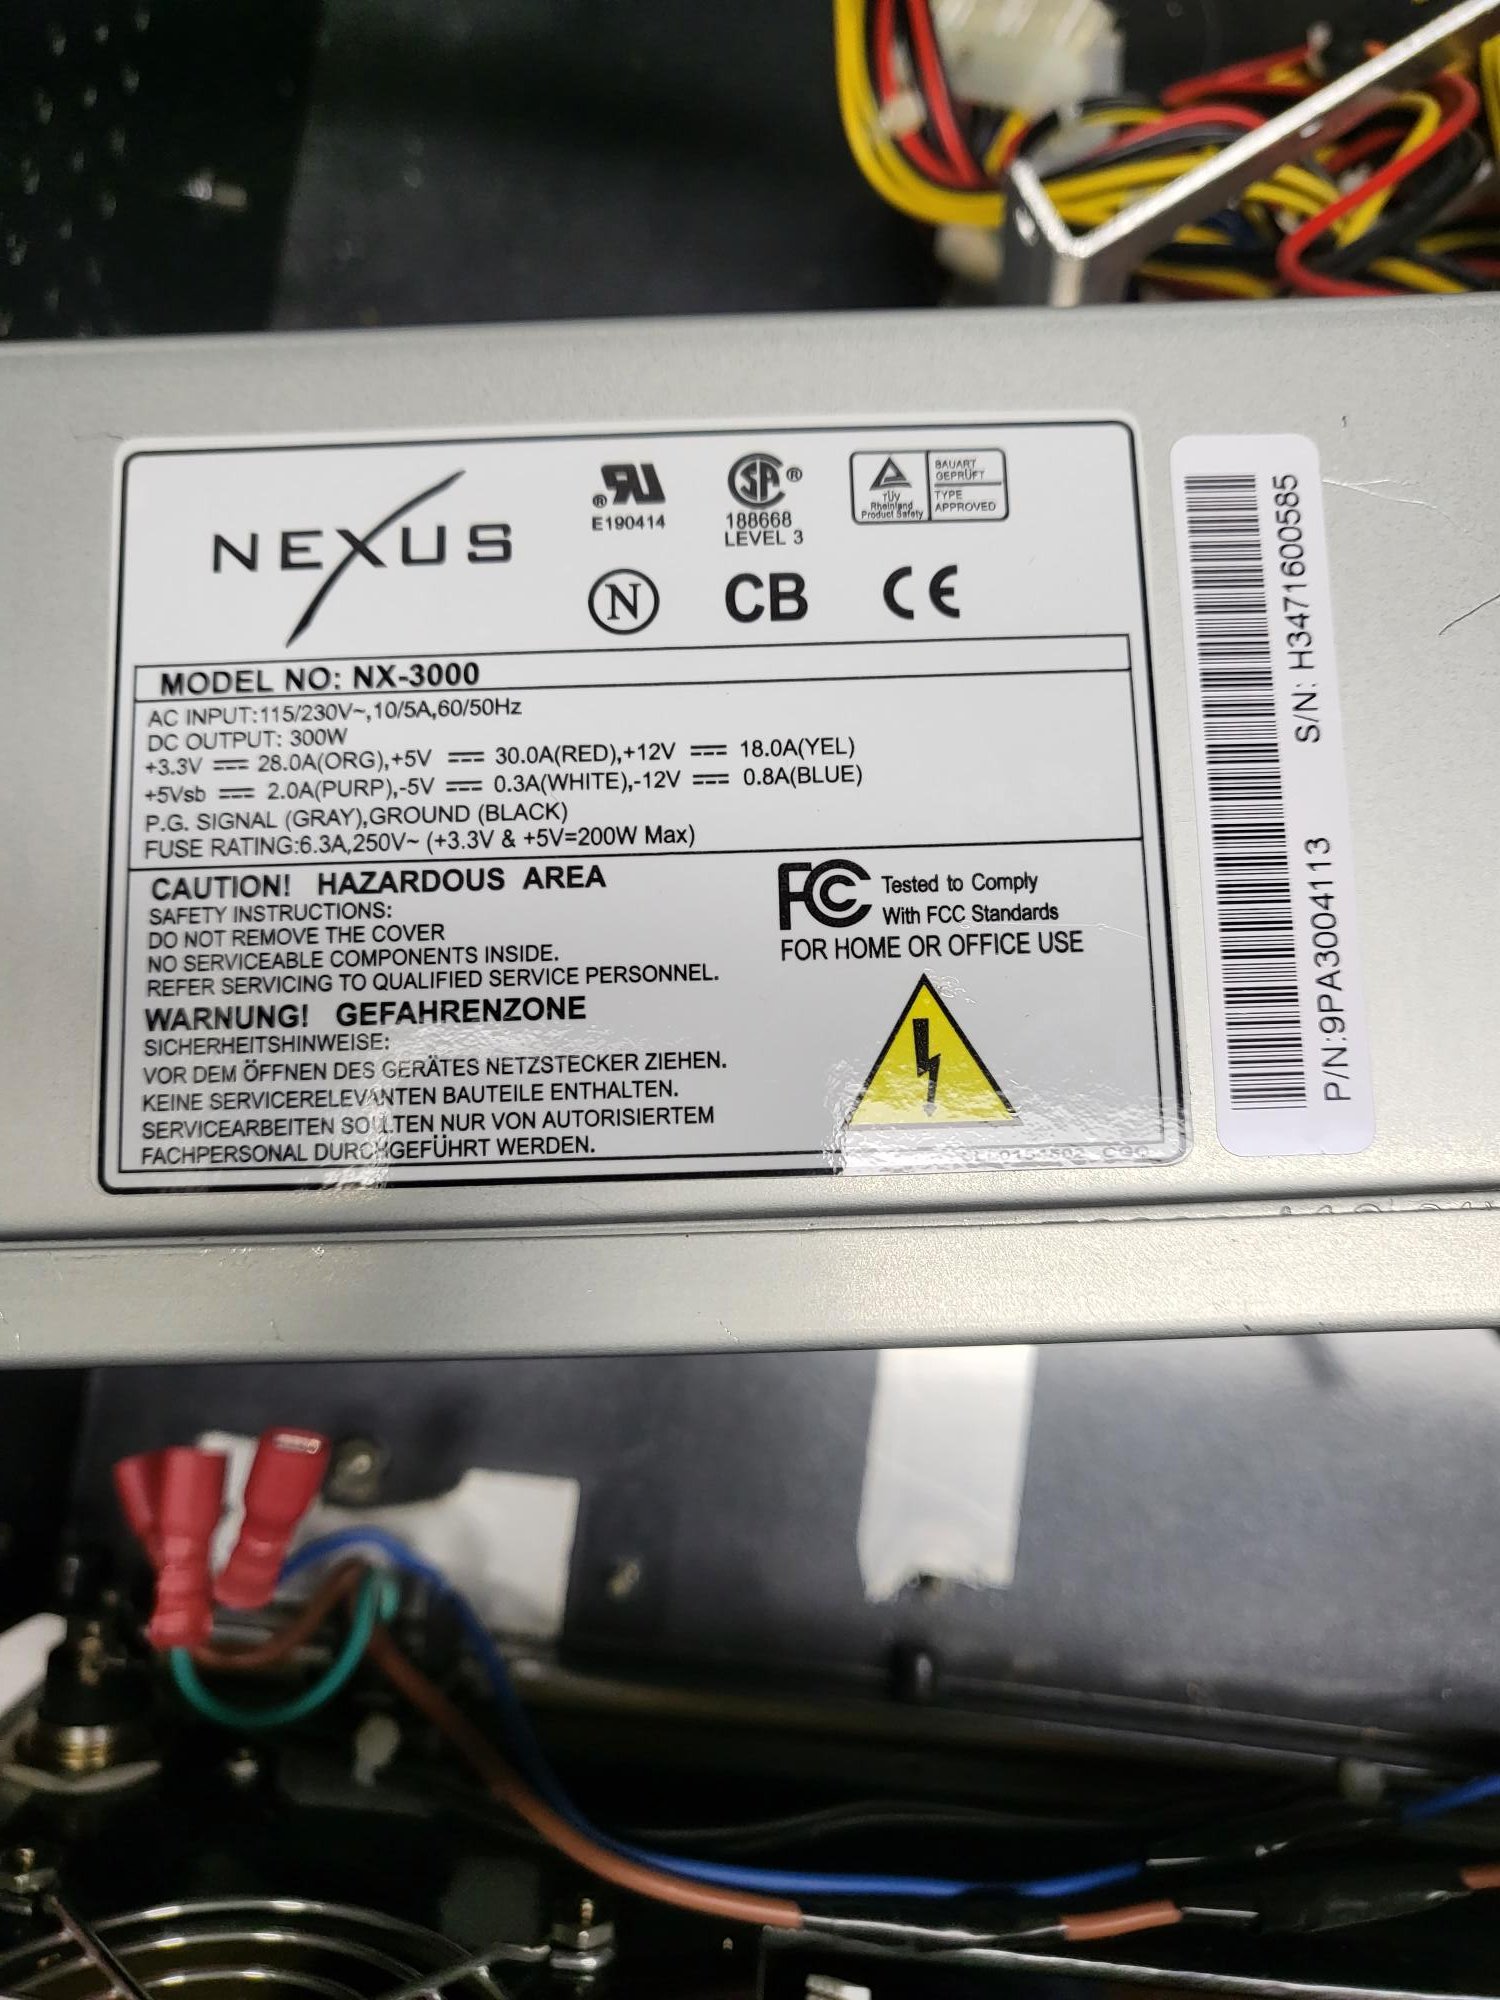 NEXUS
E190414
SA ®
188668
LEVEL 3
TÜV
Rheinland
Product Safety
BAUART
GEPRÜFT
TYPE
APPROVED
N
CB
CE
MODEL NO: NX-3000
AC INPUT:115/230V~,10/5A,60/50Hz
DC OUTPUT: 300W
+3.3V ⎓ 28.0A(ORG),+5V ⎓ 30.0A(RED),+12V ⎓ 18.0A(YEL)
+5Vsb ⎓ 2.0A(PURP),-5V ⎓ 0.3A(WHITE),-12V ⎓ 0.8A(BLUE)
P.G. SIGNAL (GRAY),GROUND (BLACK)
FUSE RATING:6.3A,250V~ (+3.3V & +5V=200W Max)
CAUTION! HAZARDOUS AREA
SAFETY INSTRUCTIONS:
DO NOT REMOVE THE COVER
NO SERVICEABLE COMPONENTS INSIDE.
REFER SERVICING TO QUALIFIED SERVICE PERSONNEL.
WARNUNG! GEFAHRENZONE
SICHERHEITSHINWEISE:
VOR DEM ÖFFNEN DES GERÄTES NETZSTECKER ZIEHEN.
KEINE SERVICERELEVANTEN BAUTEILE ENTHALTEN.
SERVICEARBEITEN SOLLTEN NUR VON AUTORISIERTEM
FACHPERSONAL DURCHGEFÜHRT WERDEN.
FC Tested to Comply
With FCC Standards
FOR HOME OR OFFICE USE
S/N: H3471600585
P/N:9PA3004113